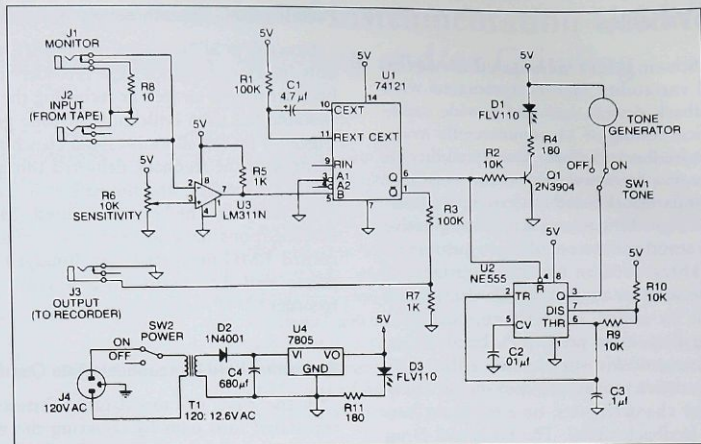 J1
MONITOR
J2
INPUT
(FROM TAPE)
R8
10
5V
R6
10K
SENSITIVITY
5V
2
3
8
7
4
1
U3
LM311N
R5
1K
5V
R1
100K
C1
4.7µf
5V
U1
74121
14
10
CEXT
11
REXT CEXT
9
RIN
3
A1
4
A2
5
B
Q
6
Q
1
7
R2
10K
5V
D1
FLV110
R4
180
Q1
2N3904
TONE
GENERATOR
OFF
ON
SW1
TONE
R3
100K
R7
1K
J3
OUTPUT
(TO RECORDER)
5V
U2
NE555
4
8
R
2
TR
Q
3
DIS
7
5
CV
THR
6
1
C2
.01µf
5V
R10
10K
R9
10K
C3
.1µf
ON
OFF
SW2
POWER
J4
120VAC
T1
120: 12.6VAC
D2
1N4001
C4
680µf
U4
7805
VI
VO
GND
5V
D3
FLV110
R11
180